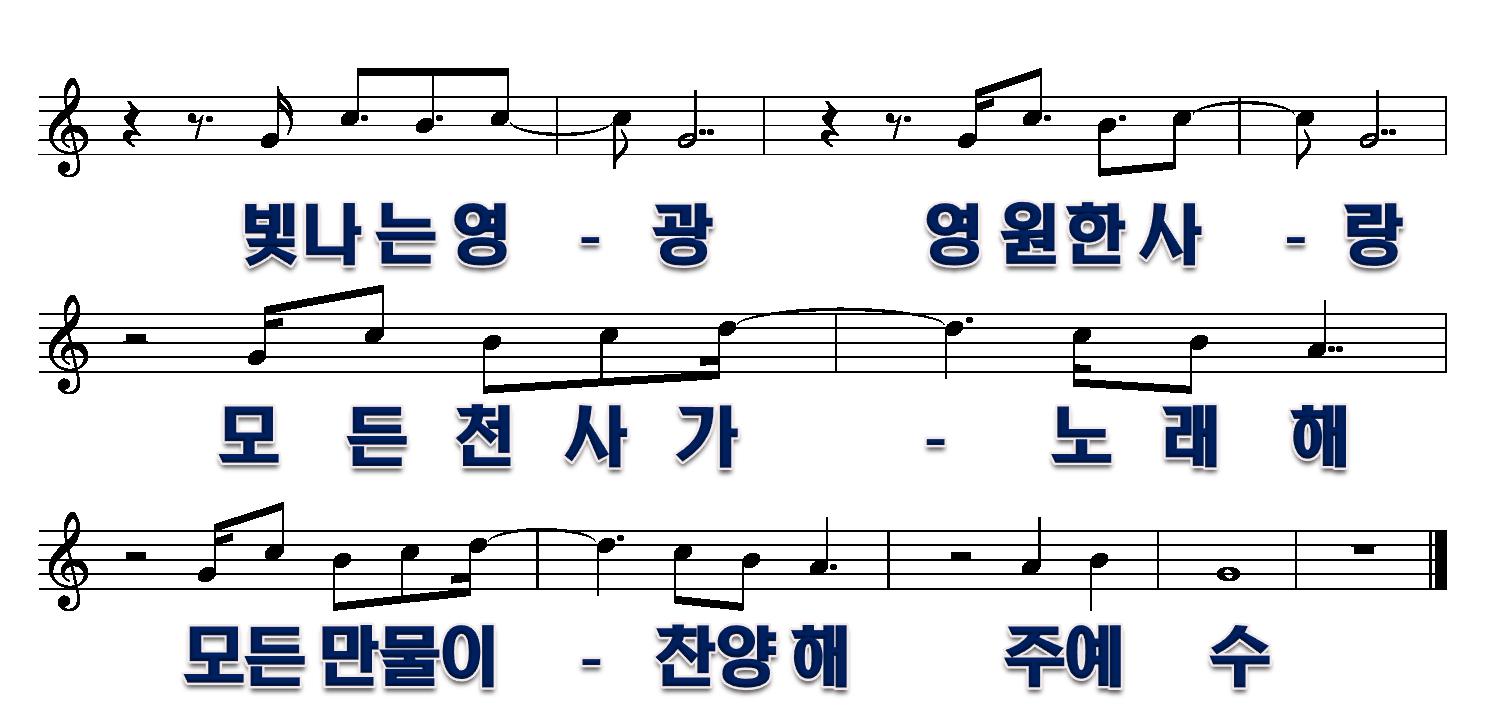 빛나는영 - 광 영원한사 - 랑
모 든 천 사 가 - 노 래 해
모든만물이 - 찬양해 주예 수